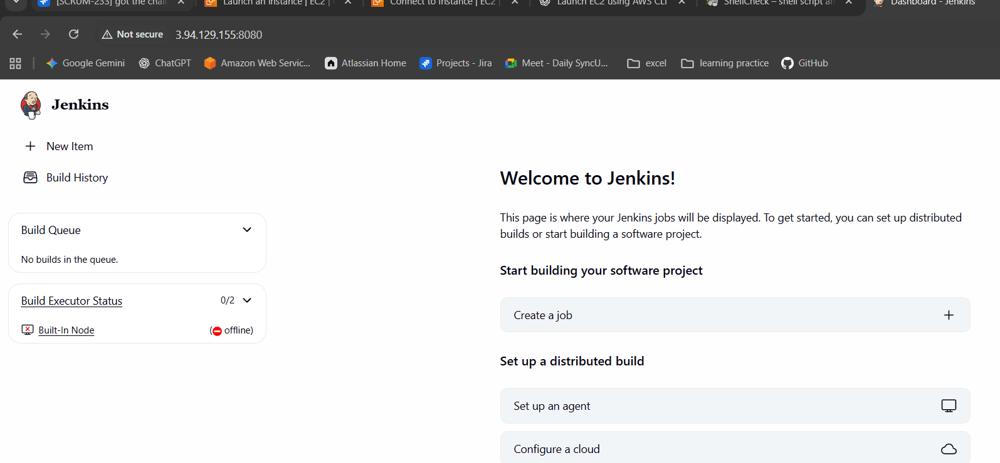 [SCRUM-233] got the chal
Launch an instance | EC2 |
Connect to instance | EC2
Launch EC2 using AWS CLI
ShellCheck – shell script an
Dashboard - Jenkins
Not secure 3.94.129.155:8080
Google Gemini ChatGPT Amazon Web Servic... Atlassian Home Projects - Jira Meet - Daily SyncU... excel learning practice GitHub
Jenkins
New Item
Build History
Build Queue
No builds in the queue.
Build Executor Status 0/2
Built-In Node (offline)
Welcome to Jenkins!
This page is where your Jenkins jobs will be displayed. To get started, you can set up distributed
builds or start building a software project.
Start building your software project
Create a job
Set up a distributed build
Set up an agent
Configure a cloud